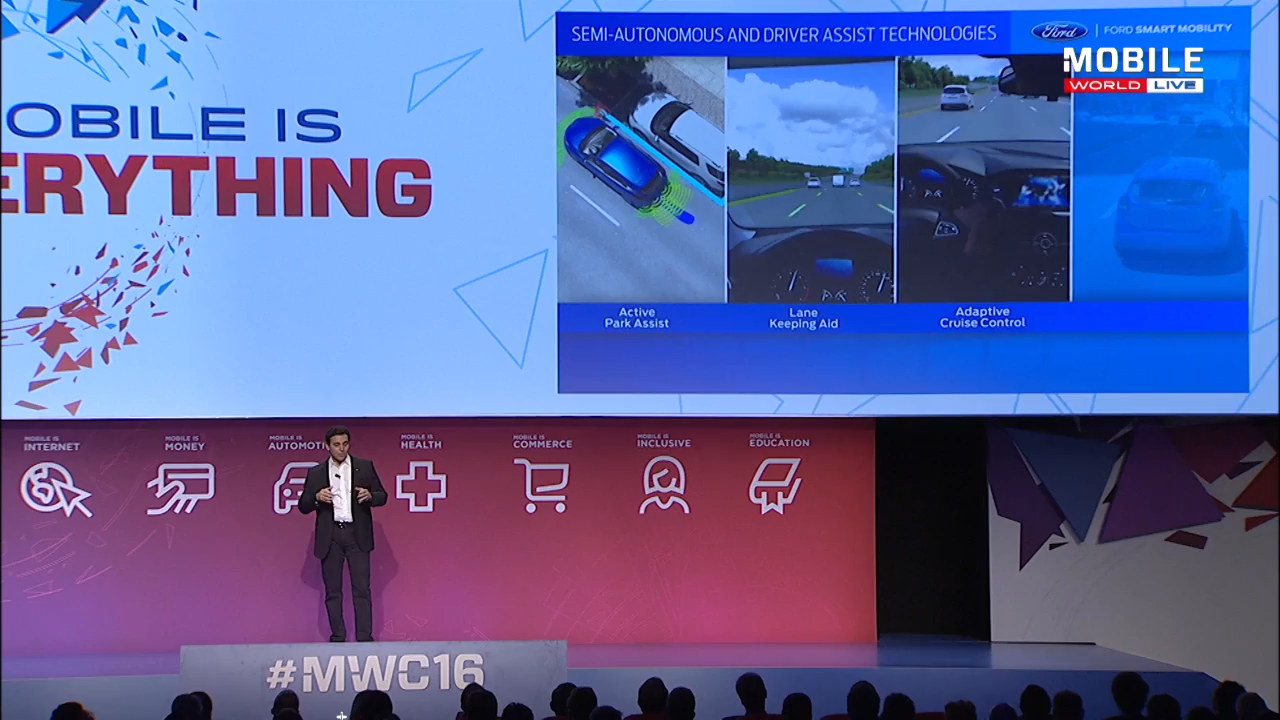 OBILE IS
ERYTHING
SEMI-AUTONOMOUS AND DRIVER ASSIST TECHNOLOGIES
Ford
FORD SMART MOBILITY
MOBILE
WORLD LIVE
Active
Park Assist
Lane
Keeping Aid
Adaptive
Cruise Control
MOBILE IS
INTERNET
MOBILE IS
MONEY
MOBILE IS
AUTOMOTI
MOBILE IS
HEALTH
MOBILE IS
COMMERCE
MOBILE IS
INCLUSIVE
MOBILE IS
EDUCATION
#MWC16